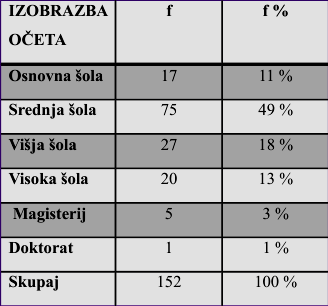 IZOBRAZBA OČETA f f %
Osnovna šola 17 11 %
Srednja šola 75 49 %
Višja šola 27 18 %
Visoka šola 20 13 %
Magisterij 5 3 %
Doktorat 1 1 %
Skupaj 152 100 %